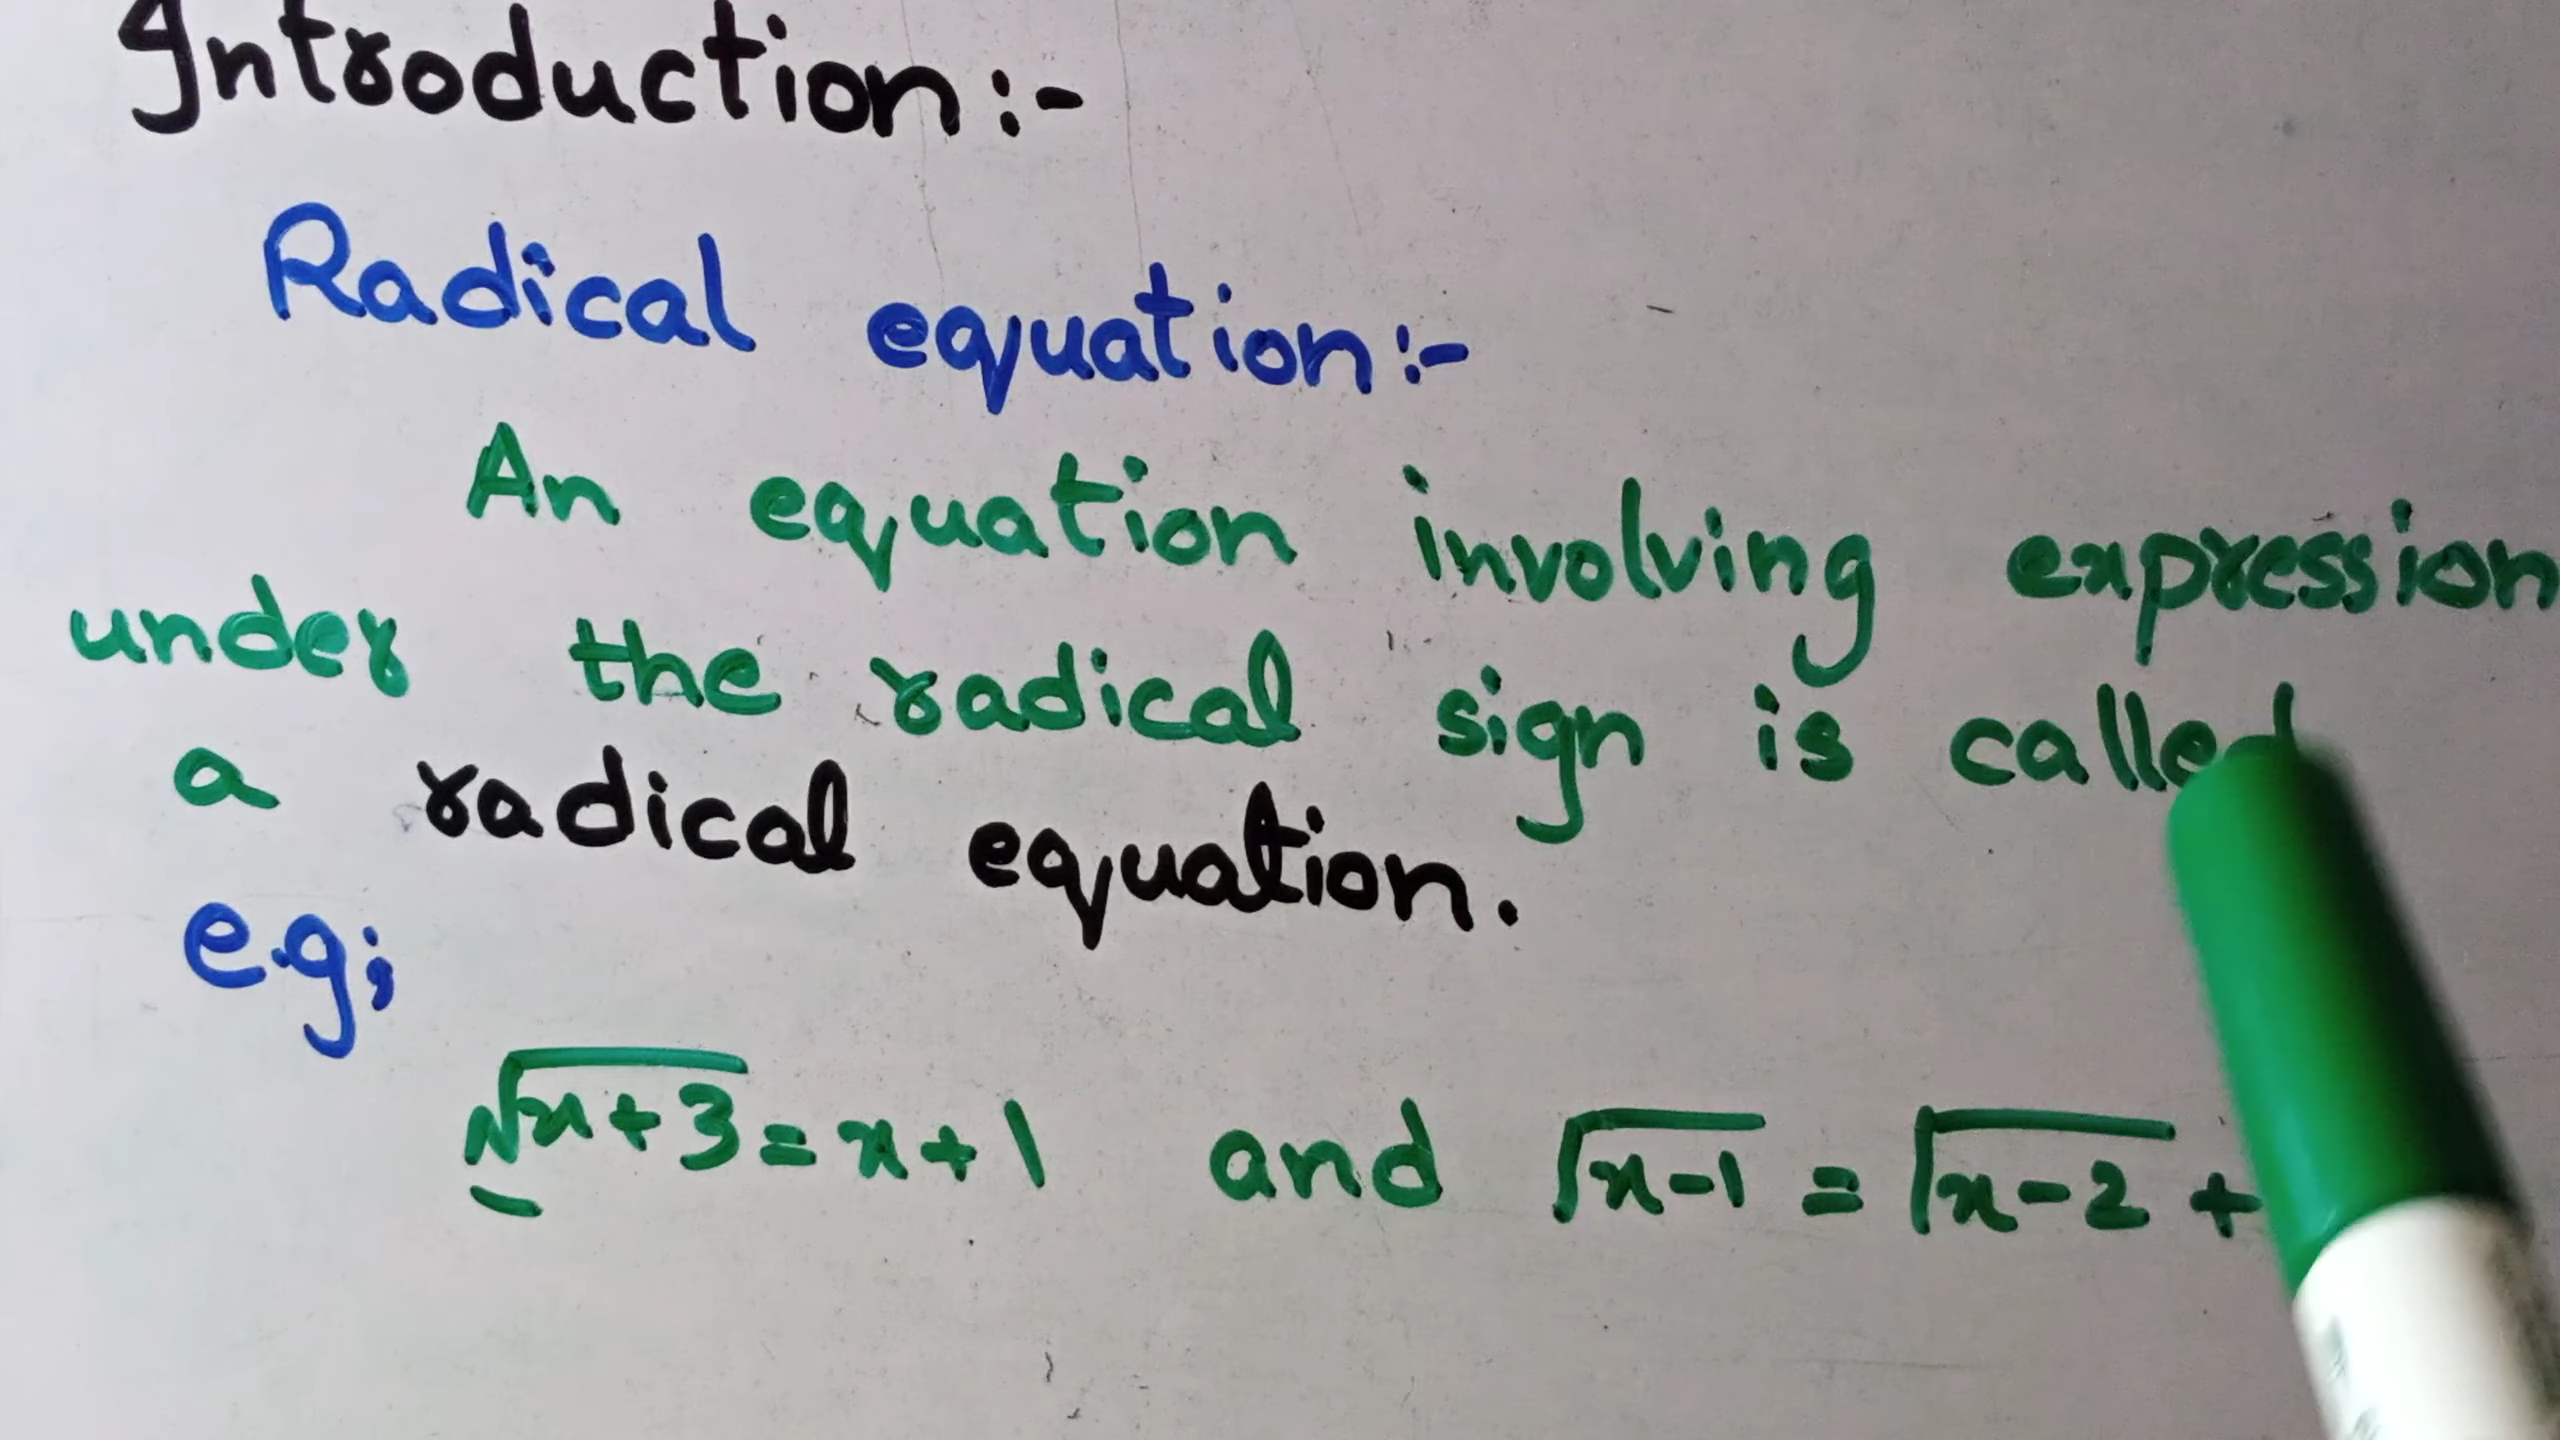 Introduction:-
Radical equation:-
An equation involving expression
under the radical sign is called
a radical equation.
e.g;
√x+3 = x+1 and √x-1 = √x-2 +